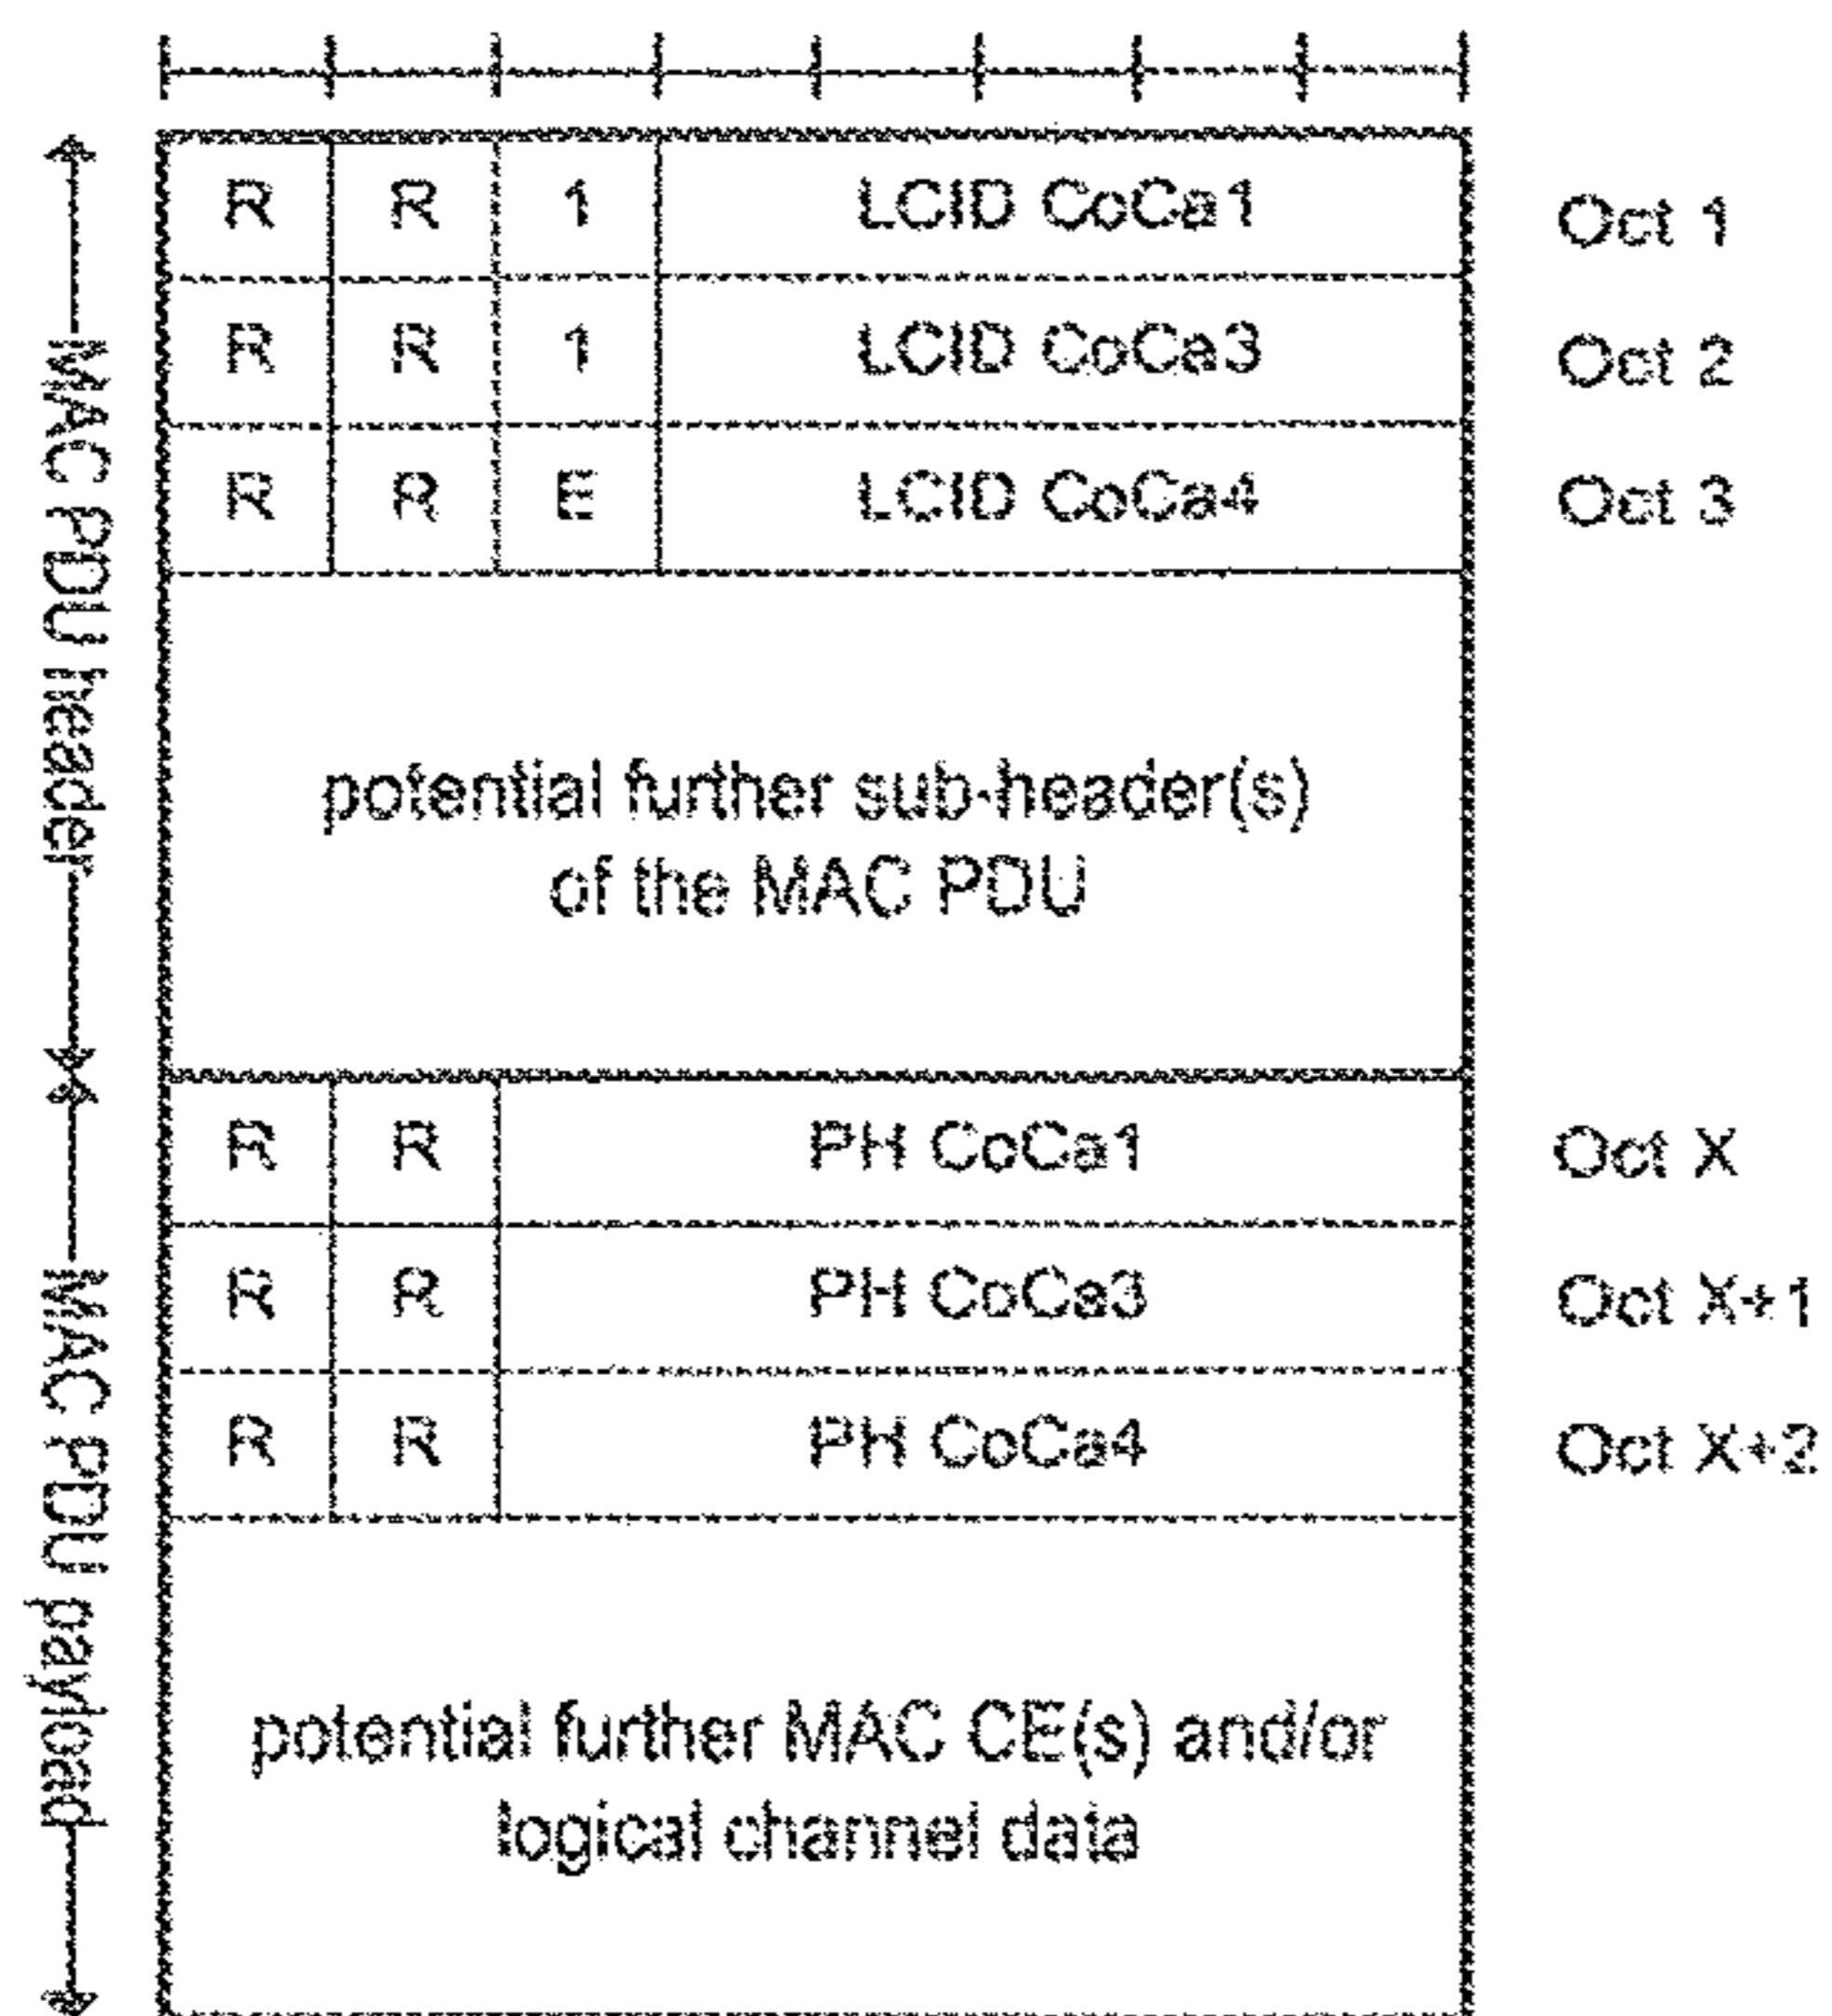 R R 1 LCID CoCa1 Oct 1
R R 1 LCID CoCa3 Oct 2
R R E LCID CoCa4 Oct 3
MAC PDU header
potential further sub-header(s)
of the MAC PDU
R R PH CoCa1 Oct X
R R PH CoCa3 Oct X+1
R R PH CoCa4 Oct X+2
MAC PDU payload
potential further MAC CE(s) and/or
logical channel data